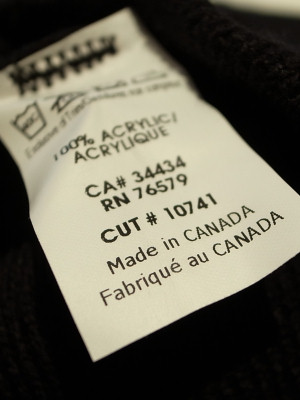 100% ACRYLIC/
ACRYLIQUE
CA# 34434
RN 76579
CUT # 10741
Made in CANADA
Fabriqué au CANADA